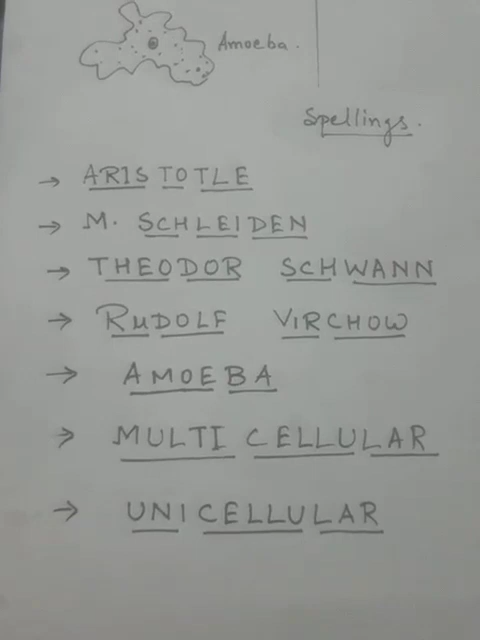 Amoeba.
Spellings.
→ ARISTOTLE
→ M. SCHLEIDEN
→ THEODOR SCHWANN
→ RUDOLF VIRCHOW
→ AMOEBA
→ MULTI CELLULAR
→ UNICELLULAR